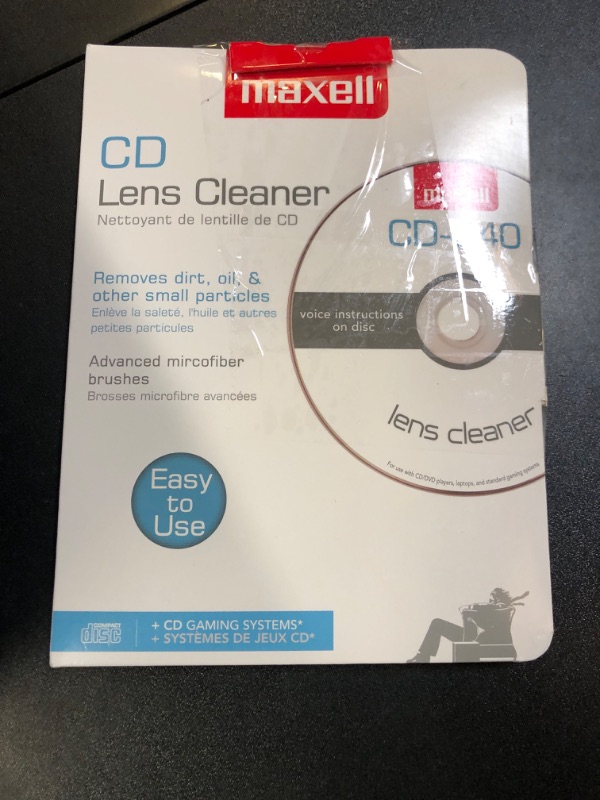 maxell
CD
Lens Cleaner
Nettoyant de lentille de CD
Removes dirt, oil, &
other small particles
Enlève la saleté, l'huile et autres
petites particules
Advanced mircofiber
brushes
Brosses microfibre avancées
Easy
to
Use
maxell
voice instructions
on disc
lens cleaner
For use with CD/DVD players, laptops, and standard gaming systems.
COMPACT
disc
+ CD GAMING SYSTEMS*
+ SYSTÈMES DE JEUX CD*